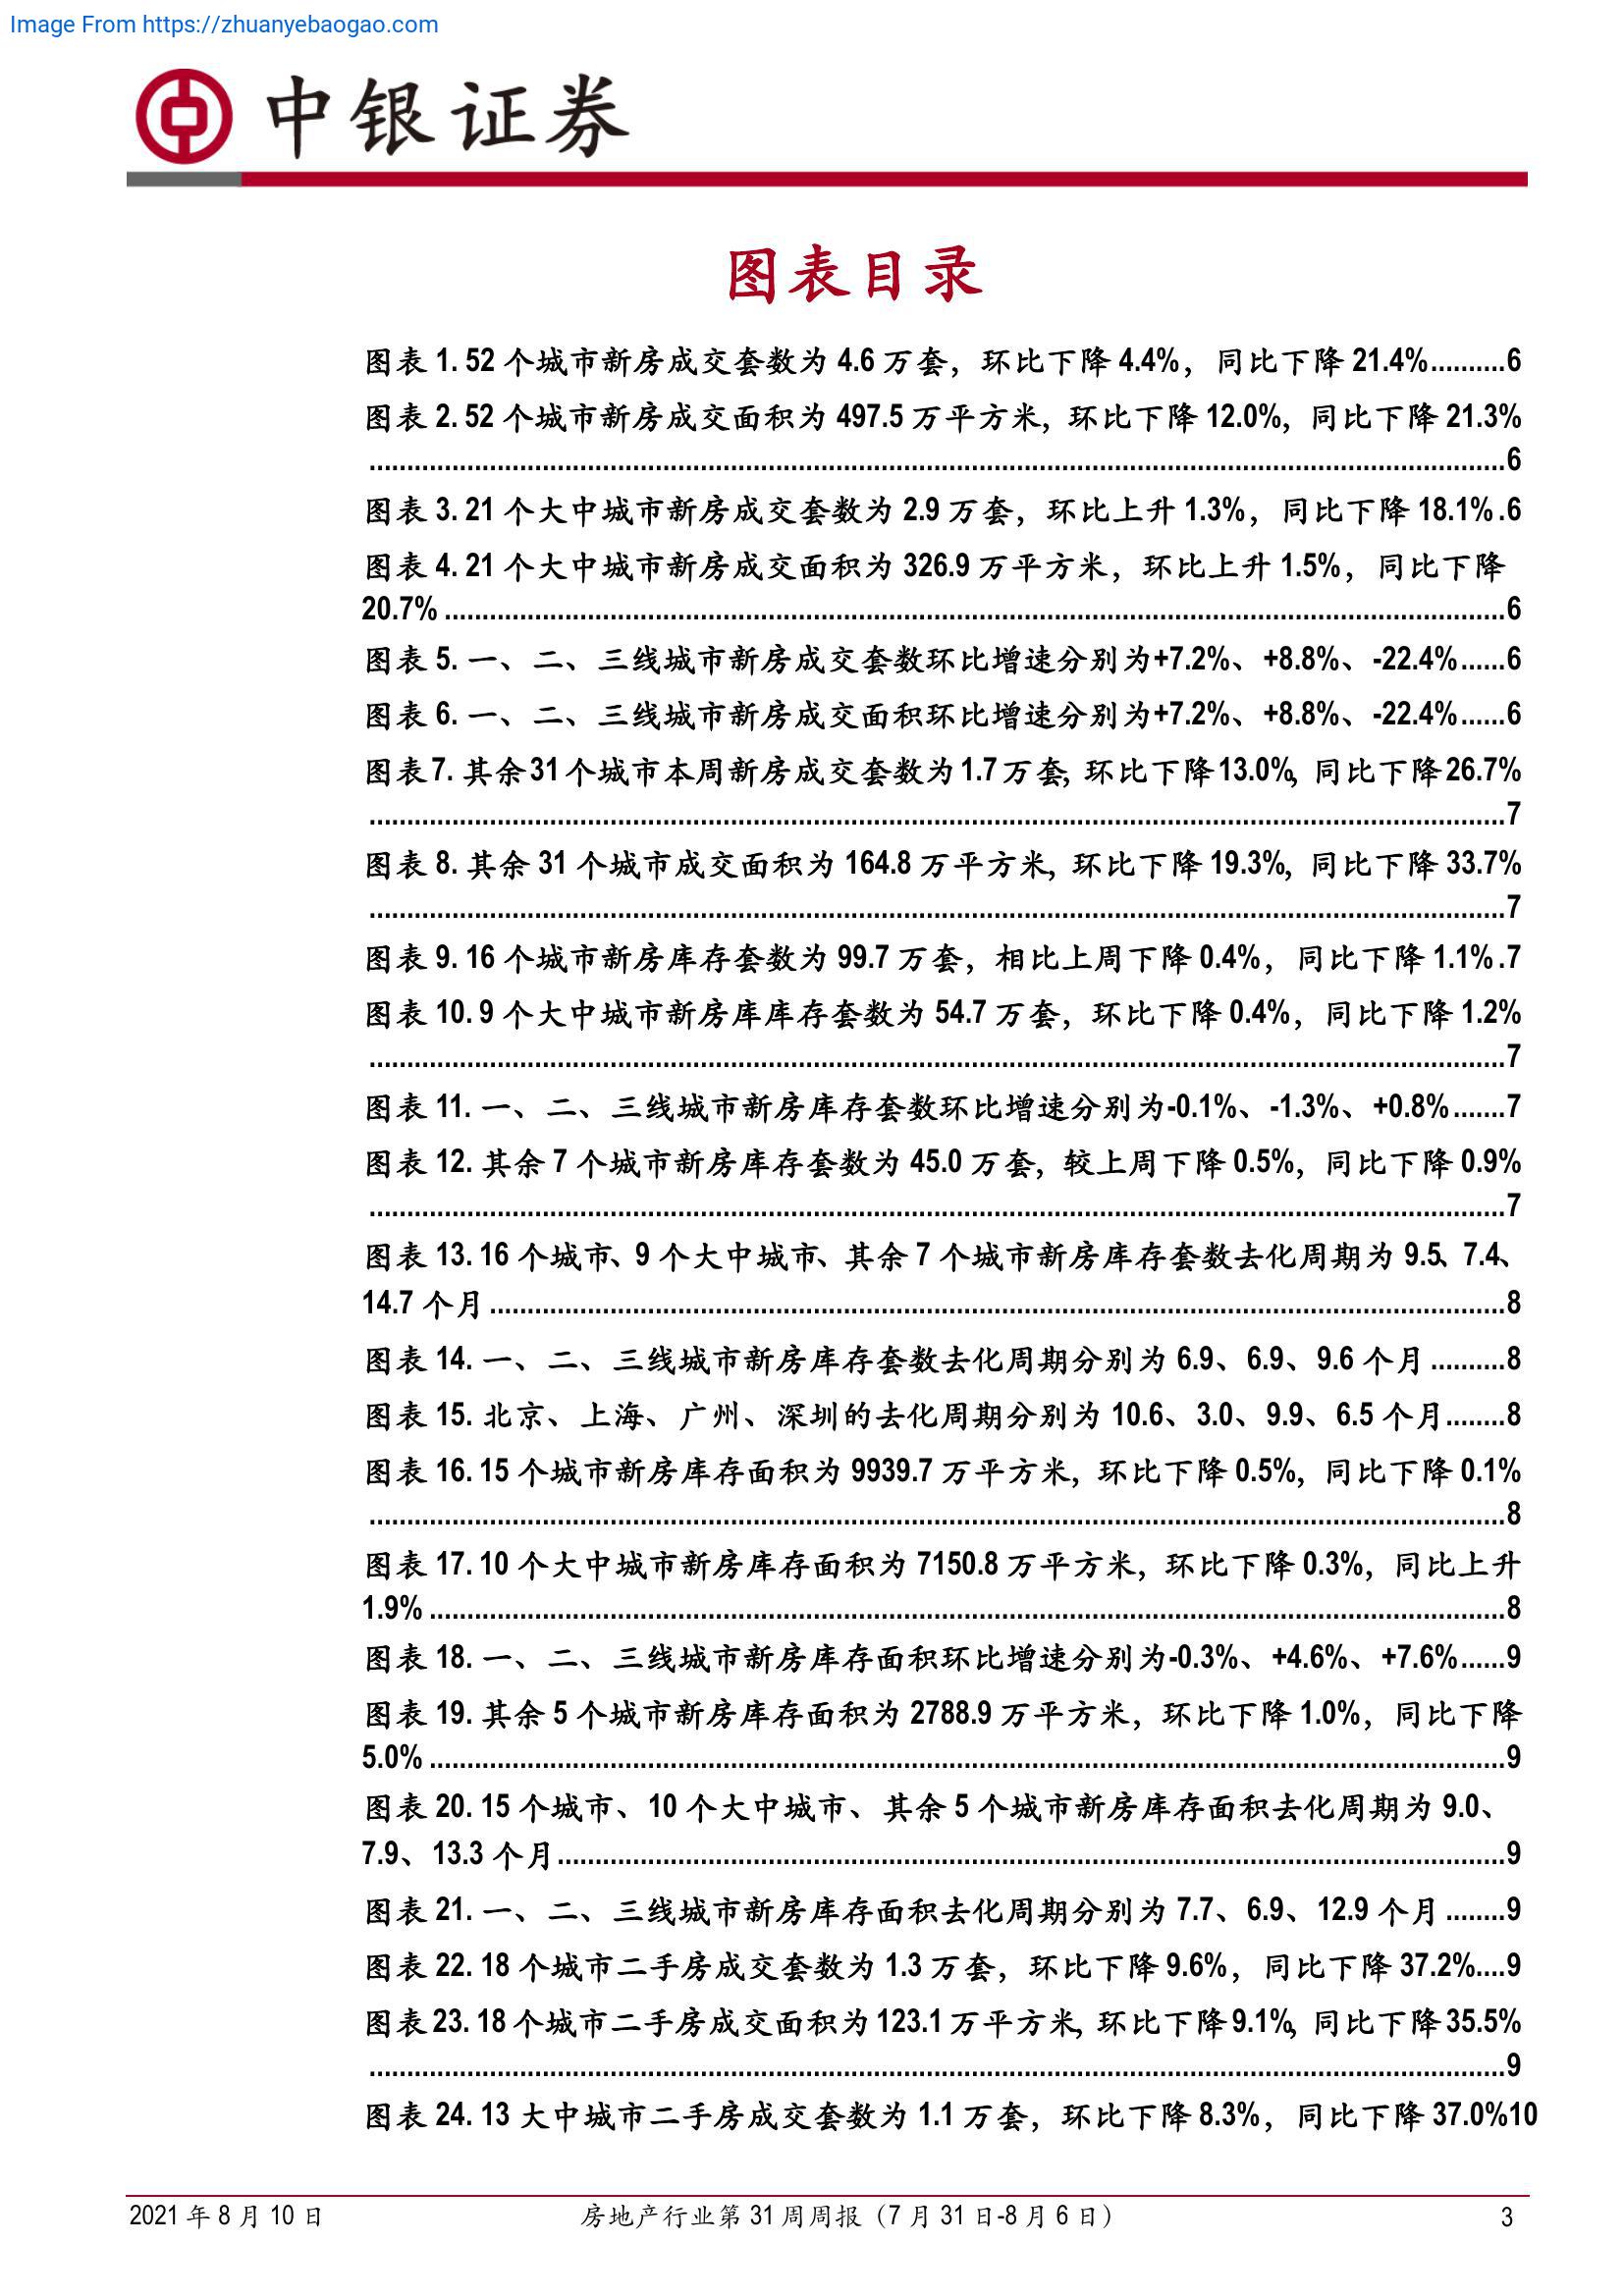 Image From https://zhuanyebaogao.com
中银证券
图表目录
图表 1. 52 个城市新房成交套数为 4.6 万套，环比下降 4.4%，同比下降 21.4%..........6
图表 2. 52 个城市新房成交面积为 497.5 万平方米，环比下降 12.0%，同比下降 21.3%
......................................................................................................................................................6
图表 3. 21 个大中城市新房成交套数为 2.9 万套，环比上升 1.3%，同比下降 18.1%.6
图表 4. 21 个大中城市新房成交面积为 326.9 万平方米，环比上升 1.5%，同比下降
20.7% ............................................................................................................................................6
图表 5. 一、二、三线城市新房成交套数环比增速分别为+7.2%、+8.8%、-22.4%......6
图表 6. 一、二、三线城市新房成交面积环比增速分别为+7.2%、+8.8%、-22.4%......6
图表 7. 其余 31 个城市本周新房成交套数为 1.7 万套，环比下降 13.0%，同比下降 26.7%
......................................................................................................................................................7
图表 8. 其余 31 个城市成交面积为 164.8 万平方米，环比下降 19.3%，同比下降 33.7%
......................................................................................................................................................7
图表 9. 16 个城市新房库存套数为 99.7 万套，相比上周下降 0.4%，同比下降 1.1%.7
图表 10. 9 个大中城市新房库库存套数为 54.7 万套，环比下降 0.4%，同比下降 1.2%
......................................................................................................................................................7
图表 11. 一、二、三线城市新房库存套数环比增速分别为-0.1%、-1.3%、+0.8%.......7
图表 12. 其余 7 个城市新房库存套数为 45.0 万套，较上周下降 0.5%，同比下降 0.9%
......................................................................................................................................................7
图表 13. 16 个城市、9 个大中城市、其余 7 个城市新房库存套数去化周期为 9.5、7.4、
14.7 个月 ......................................................................................................................................8
图表 14. 一、二、三线城市新房库存套数去化周期分别为 6.9、6.9、9.6 个月 ..........8
图表 15. 北京、上海、广州、深圳的去化周期分别为 10.6、3.0、9.9、6.5 个月........8
图表 16. 15 个城市新房库存面积为 9939.7 万平方米，环比下降 0.5%，同比下降 0.1%
......................................................................................................................................................8
图表 17. 10 个大中城市新房库存面积为 7150.8 万平方米，环比下降 0.3%，同比上升
1.9% ..............................................................................................................................................8
图表 18. 一、二、三线城市新房库存面积环比增速分别为-0.3%、+4.6%、+7.6%......9
图表 19. 其余 5 个城市新房库存面积为 2788.9 万平方米，环比下降 1.0%，同比下降
5.0% ..............................................................................................................................................9
图表 20. 15 个城市、10 个大中城市、其余 5 个城市新房库存面积去化周期为 9.0、
7.9、13.3 个月.............................................................................................................................9
图表 21. 一、二、三线城市新房库存面积去化周期分别为 7.7、6.9、12.9 个月 ........9
图表 22. 18 个城市二手房成交套数为 1.3 万套，环比下降 9.6%，同比下降 37.2%....9
图表 23. 18 个城市二手房成交面积为 123.1 万平方米，环比下降 9.1%，同比下降 35.5%
......................................................................................................................................................9
图表 24. 13 大中城市二手房成交套数为 1.1 万套，环比下降 8.3%，同比下降 37.0%10
2021 年 8 月 10 日 房地产行业第 31 周周报（7 月 31 日-8 月 6 日） 3